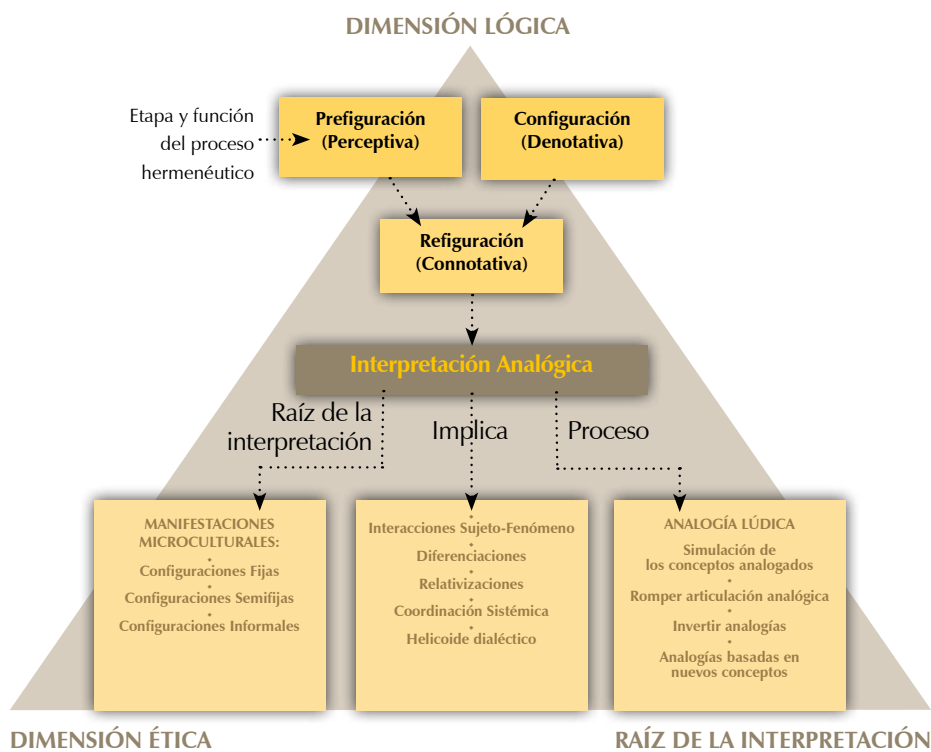 DIMENSIÓN LÓGICA
Etapa y función
del proceso
hermenéutico
Prefiguración
(Perceptiva)
Configuración
(Denotativa)
Refiguración
(Connotativa)
Interpretación Analógica
Raíz de la
interpretación
Implica
Proceso
MANIFESTACIONES
MICROCULTURALES:
•
Configuraciones Fijas
•
Configuraciones Semifijas
•
Configuraciones Informales
•
Interacciones Sujeto-Fenómeno
•
Diferenciaciones
•
Relativizaciones
•
Coordinación Sistémica
•
Helicoide dialéctico
ANALOGÍA LÚDICA
•
Simulación de
los conceptos analogados
•
Romper articulación analógica
•
Invertir analogías
•
Analogías basadas en
nuevos conceptos
DIMENSIÓN ÉTICA
RAÍZ DE LA INTERPRETACIÓN